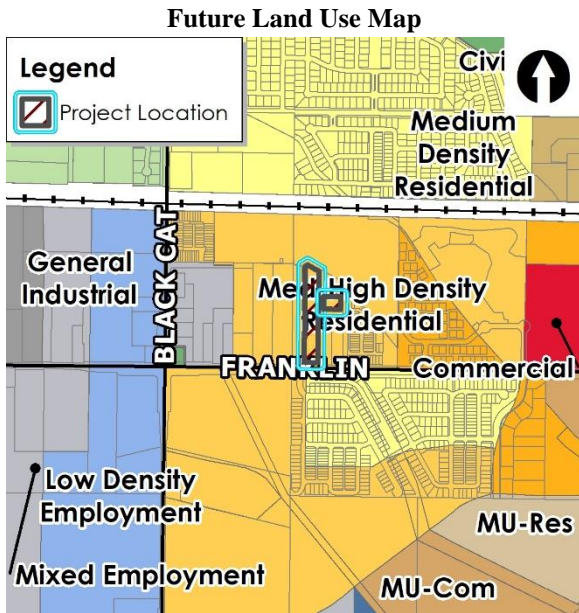 Future Land Use Map
Legend
Project Location
Civi
Medium
Density
Residential
BLACK CAT
General
Industrial
Med High Density
Residential
FRANKLIN
Commercial
Low Density
Employment
Mixed Employment
MU-Res
MU-Com